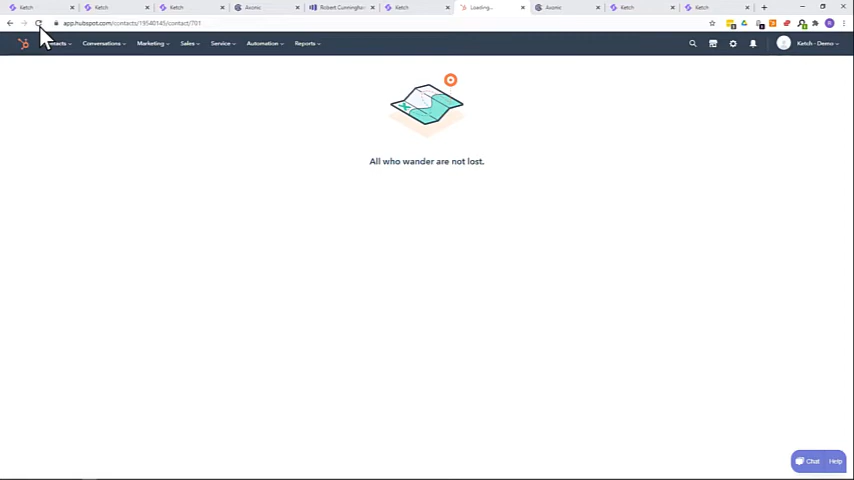 Ketch
Ketch
Ketch
Axonic
Robert Cunningham
Ketch
Loading...
Axonic
Ketch
Ketch
app.hubspot.com/contacts/19540145/contact/701
Conversations
Marketing
Sales
Service
Automation
Reports
Ketch - Demo
All who wander are not lost.
Chat
Help